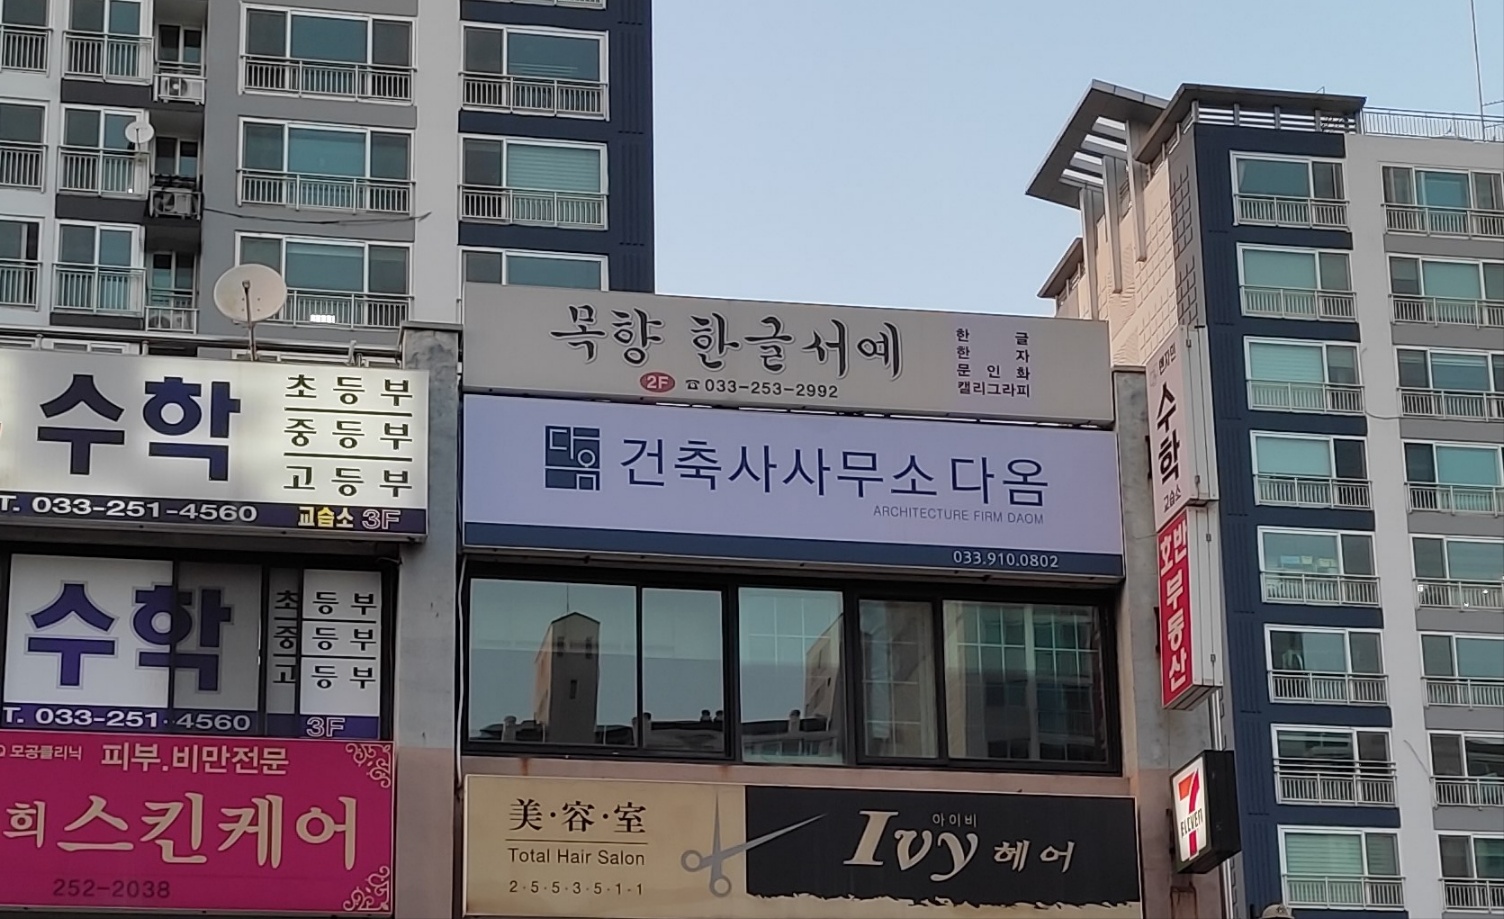 목향 한글서예
2F ☎033-253-2992
한 글
한 자
문 인 화
캘리그라피
수학
초등부
중등부
고등부
T. 033-251-4560 교습소 3F
다옴
건축사사무소다옴
ARCHITECTURE FIRM DAOM
033.910.0802
수학
초등부
중등부
고등부
T. 033-251-4560 3F
모공클리닉 피부.비만전문
희스킨케어
252-2038
美·容·室
Total Hair Salon
2·5·5·3·5·1·1
아이비
Ivy 헤어
수학
교습소
호반부동산
7
ELEVEN